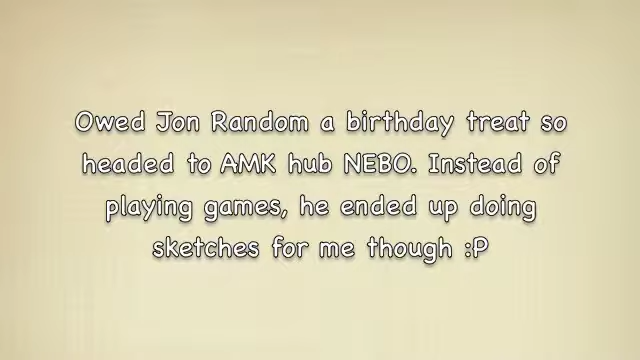 Owed Jon Random a birthday treat so
headed to AMK hub NEBO. Instead of
playing games, he ended up doing
sketches for me though :P